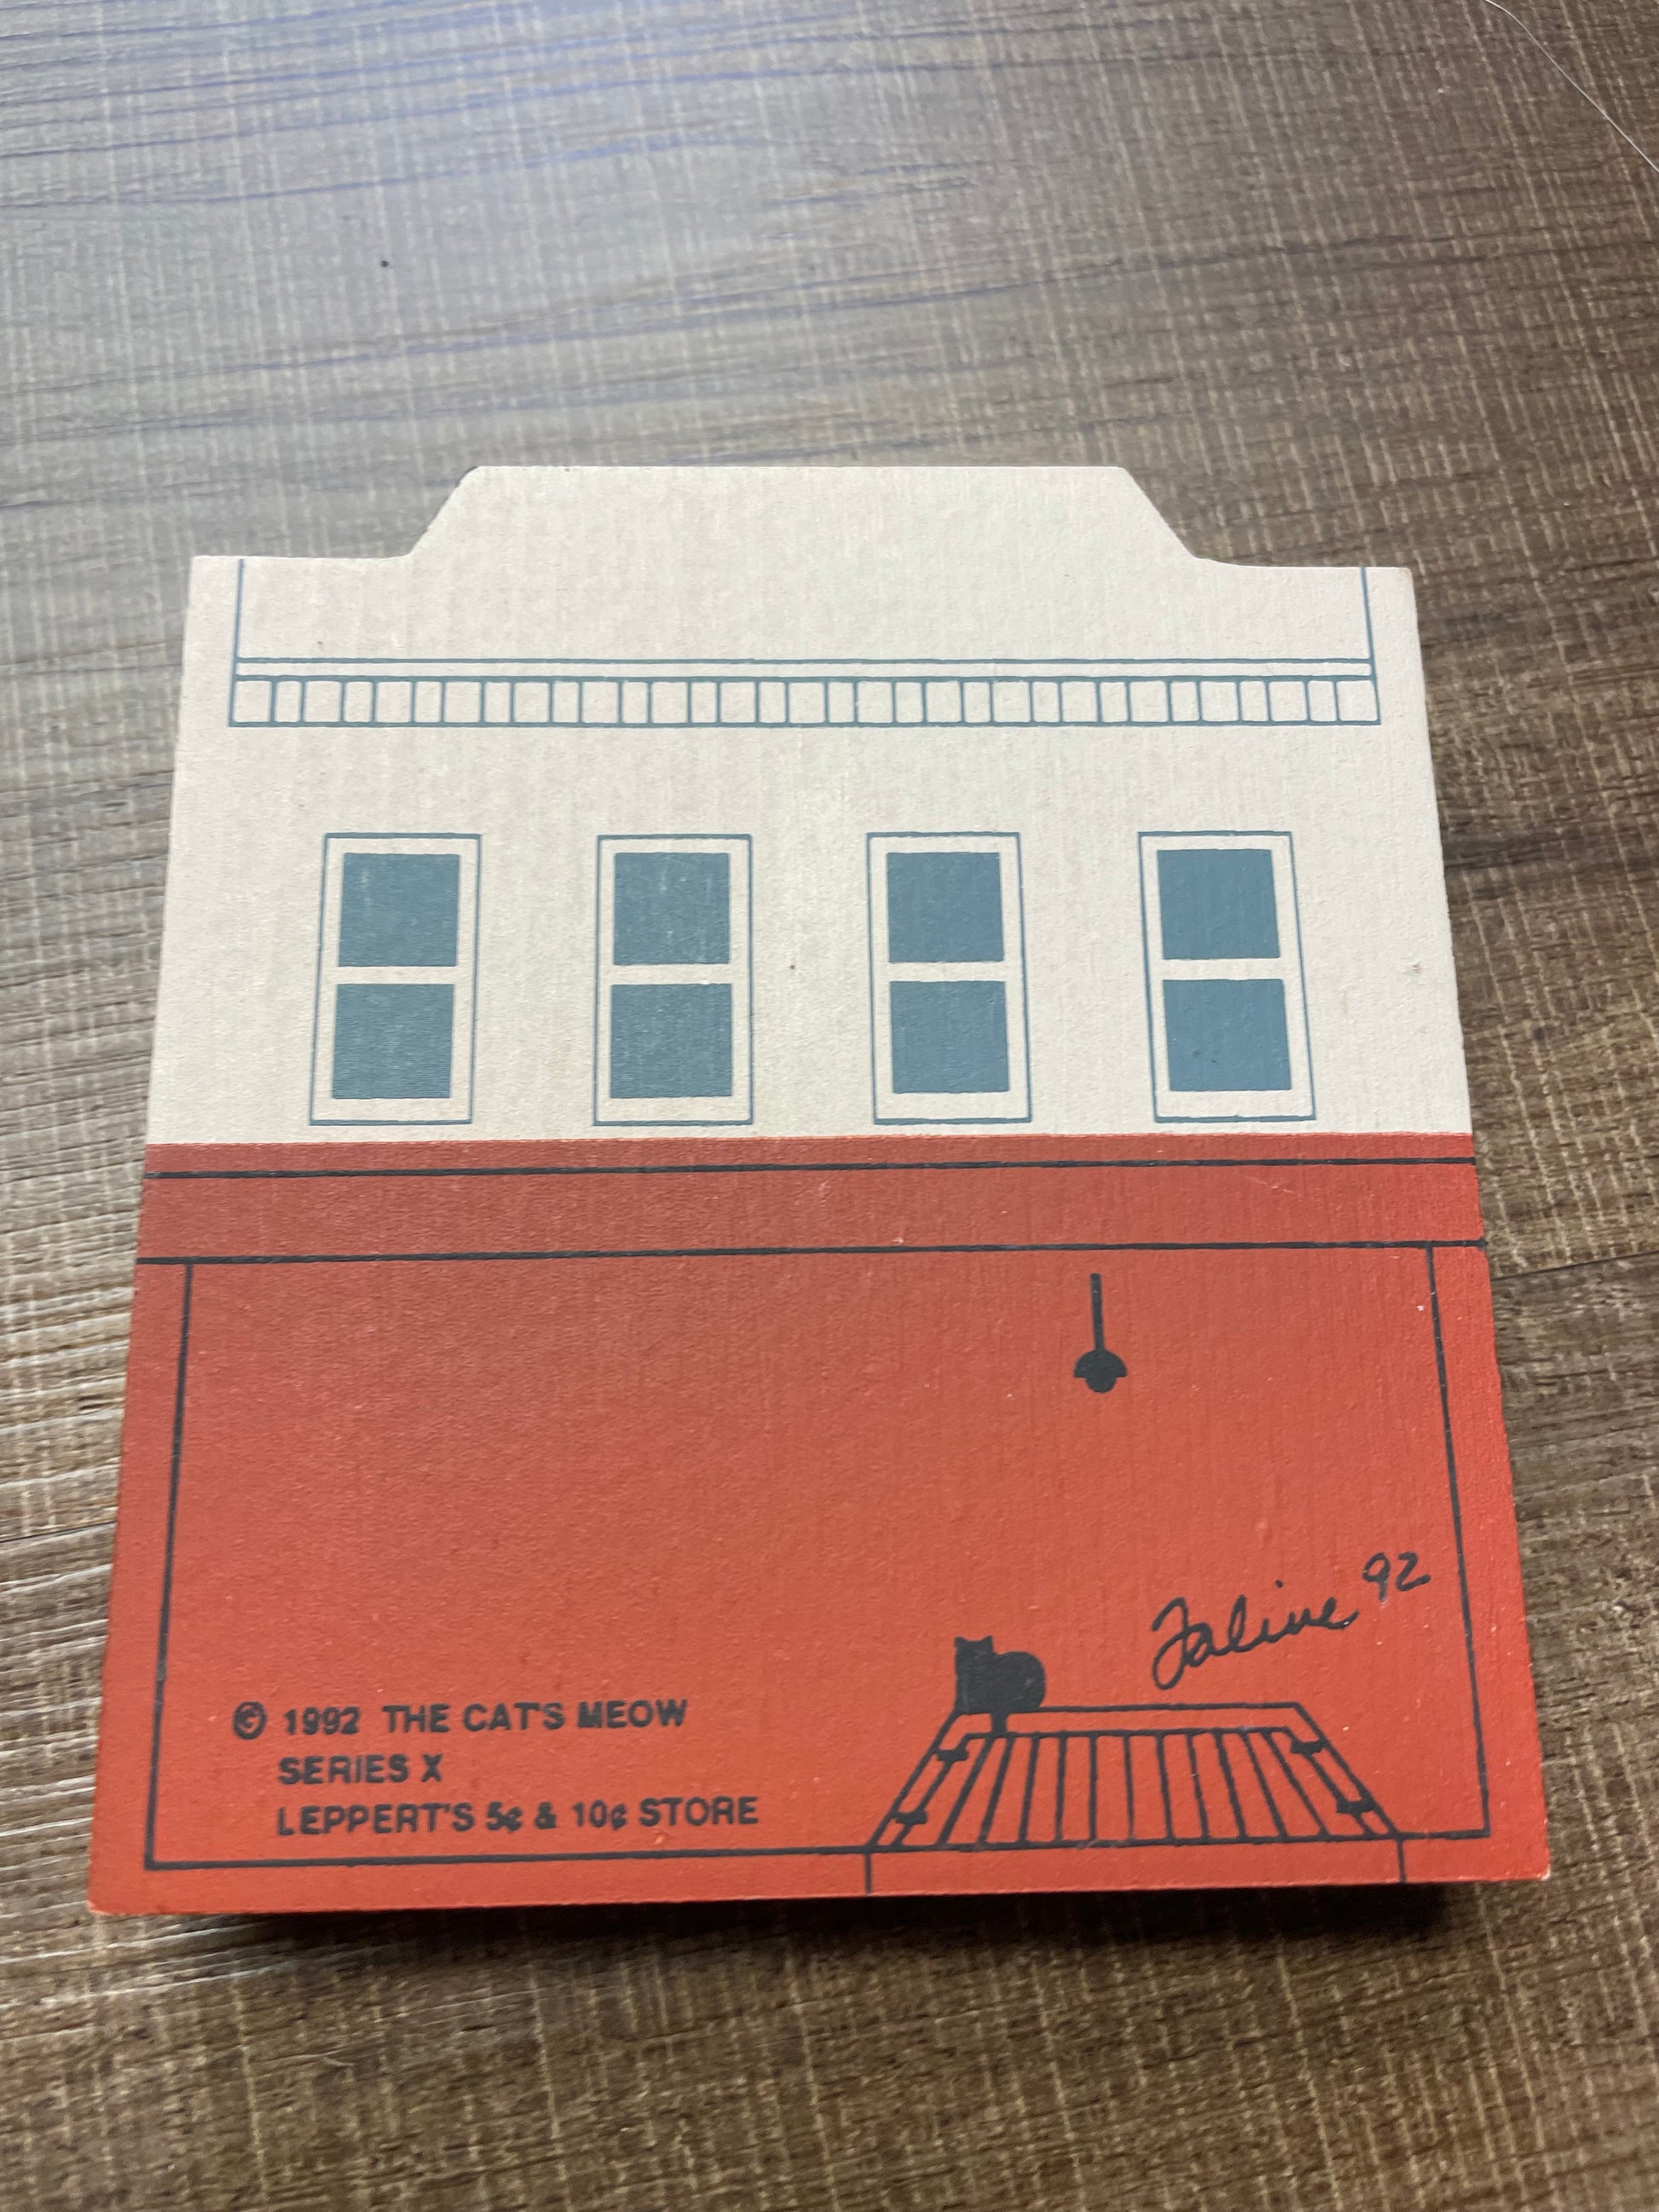 Faline 92
© 1992 THE CAT'S MEOW
SERIES X
LEPPERT'S 5¢ & 10¢ STORE